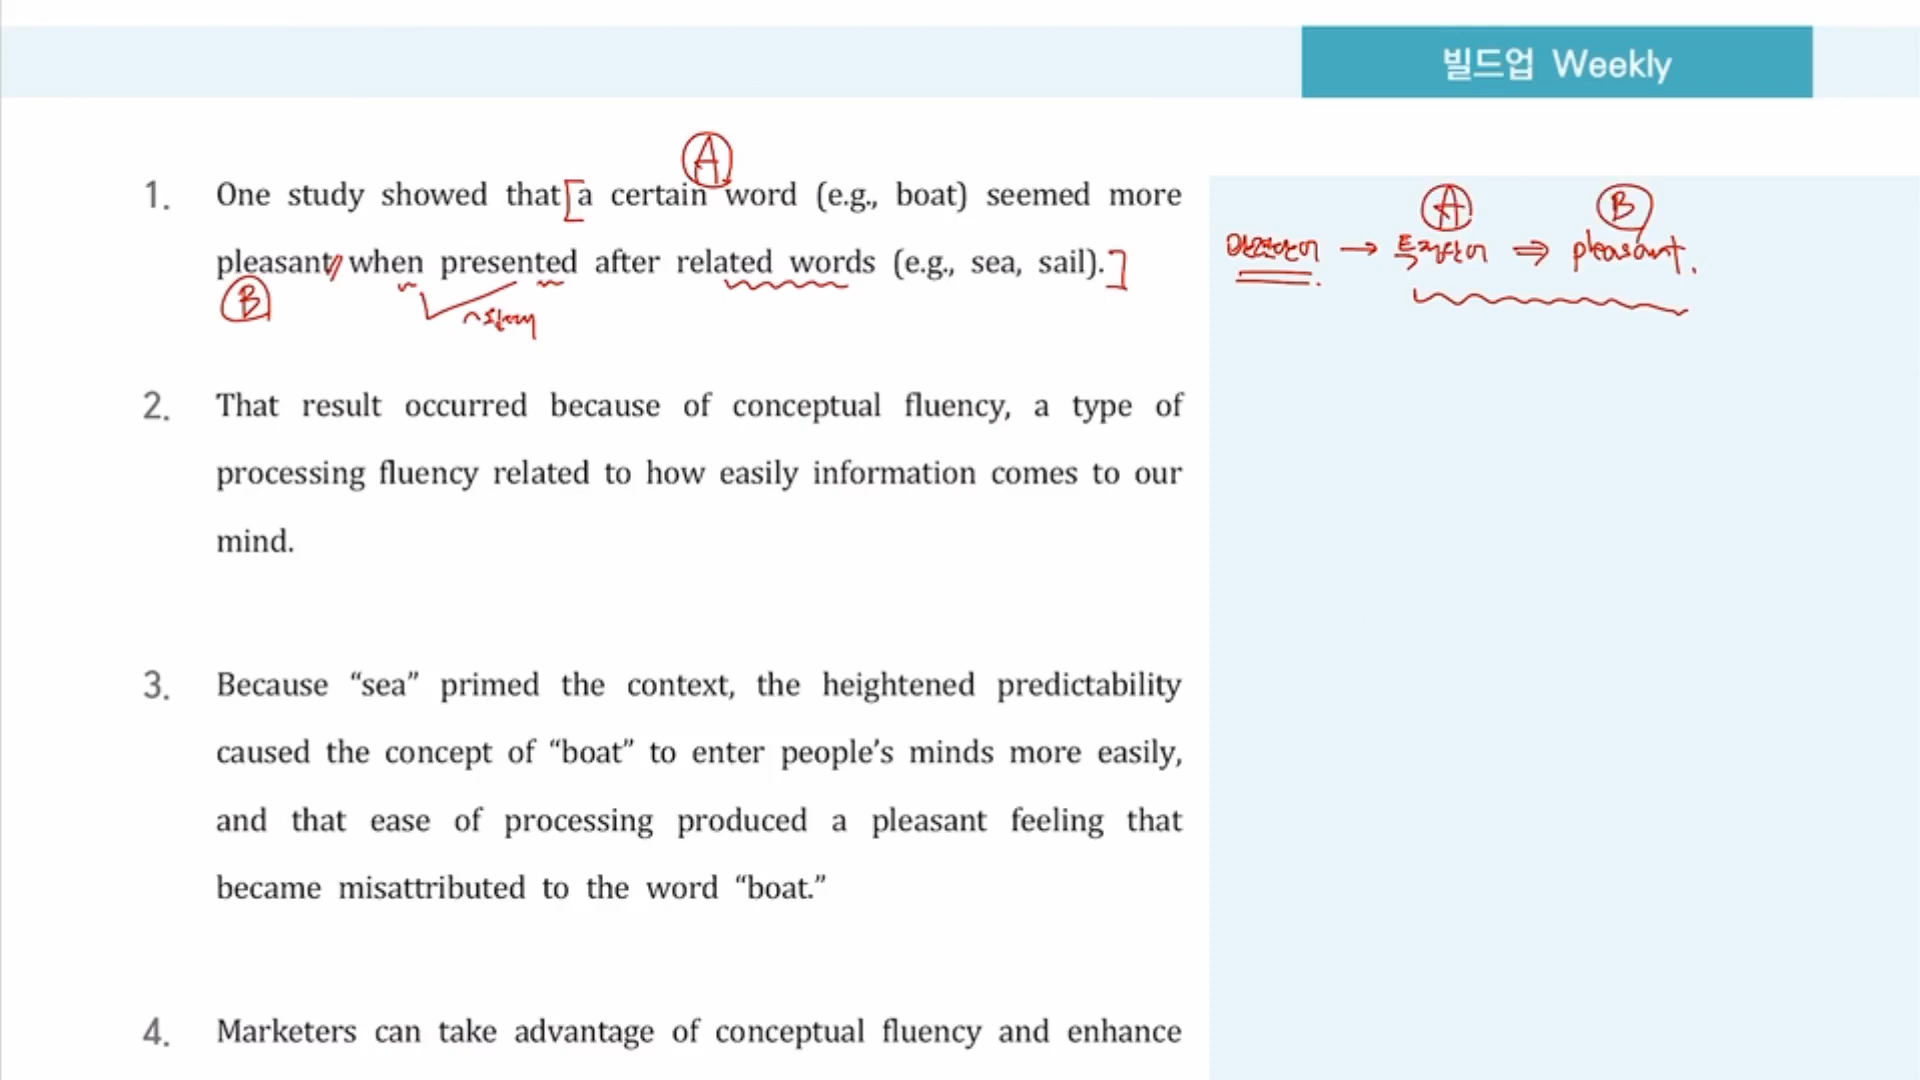 빌드업 Weekly
A
1. One study showed that [a certain word (e.g., boat) seemed more
pleasant // when presented after related words (e.g., sea, sail).]
B
A B
관련단어 → 특정단어 ⇒ pleasant.
2. That result occurred because of conceptual fluency, a type of
processing fluency related to how easily information comes to our
mind.
3. Because “sea” primed the context, the heightened predictability
caused the concept of “boat” to enter people’s minds more easily,
and that ease of processing produced a pleasant feeling that
became misattributed to the word “boat.”
4. Marketers can take advantage of conceptual fluency and enhance